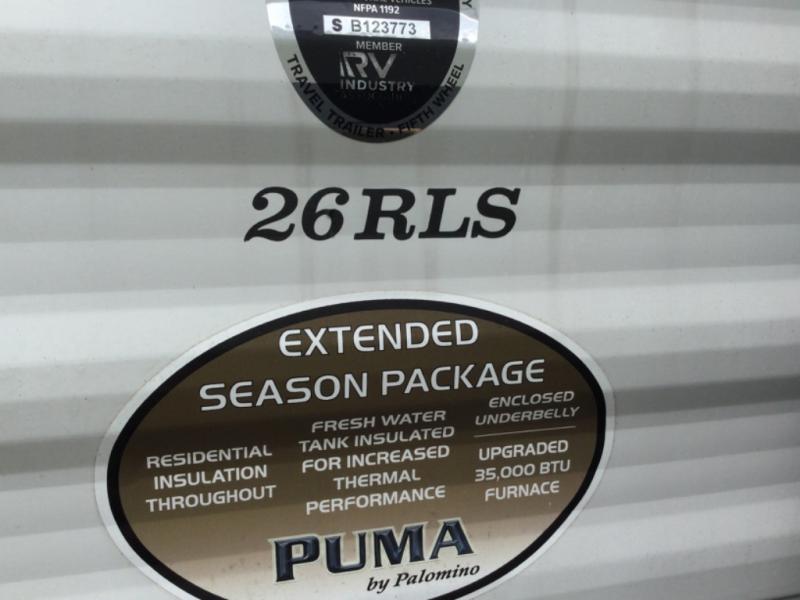 VEHICLES
NFPA 1192
S B123773
MEMBER
RV
INDUSTRY
TRAVEL TRAILER • FIFTH WHEEL
26RLS
EXTENDED
SEASON PACKAGE
RESIDENTIAL
INSULATION
THROUGHOUT
FRESH WATER
TANK INSULATED
FOR INCREASED
THERMAL
PERFORMANCE
ENCLOSED
UNDERBELLY
UPGRADED
35,000 BTU
FURNACE
PUMA
by Palomino